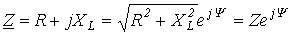 Z = R + jX_L = √(R² + X_L²) e^{jΨ} = Ze^{jΨ}